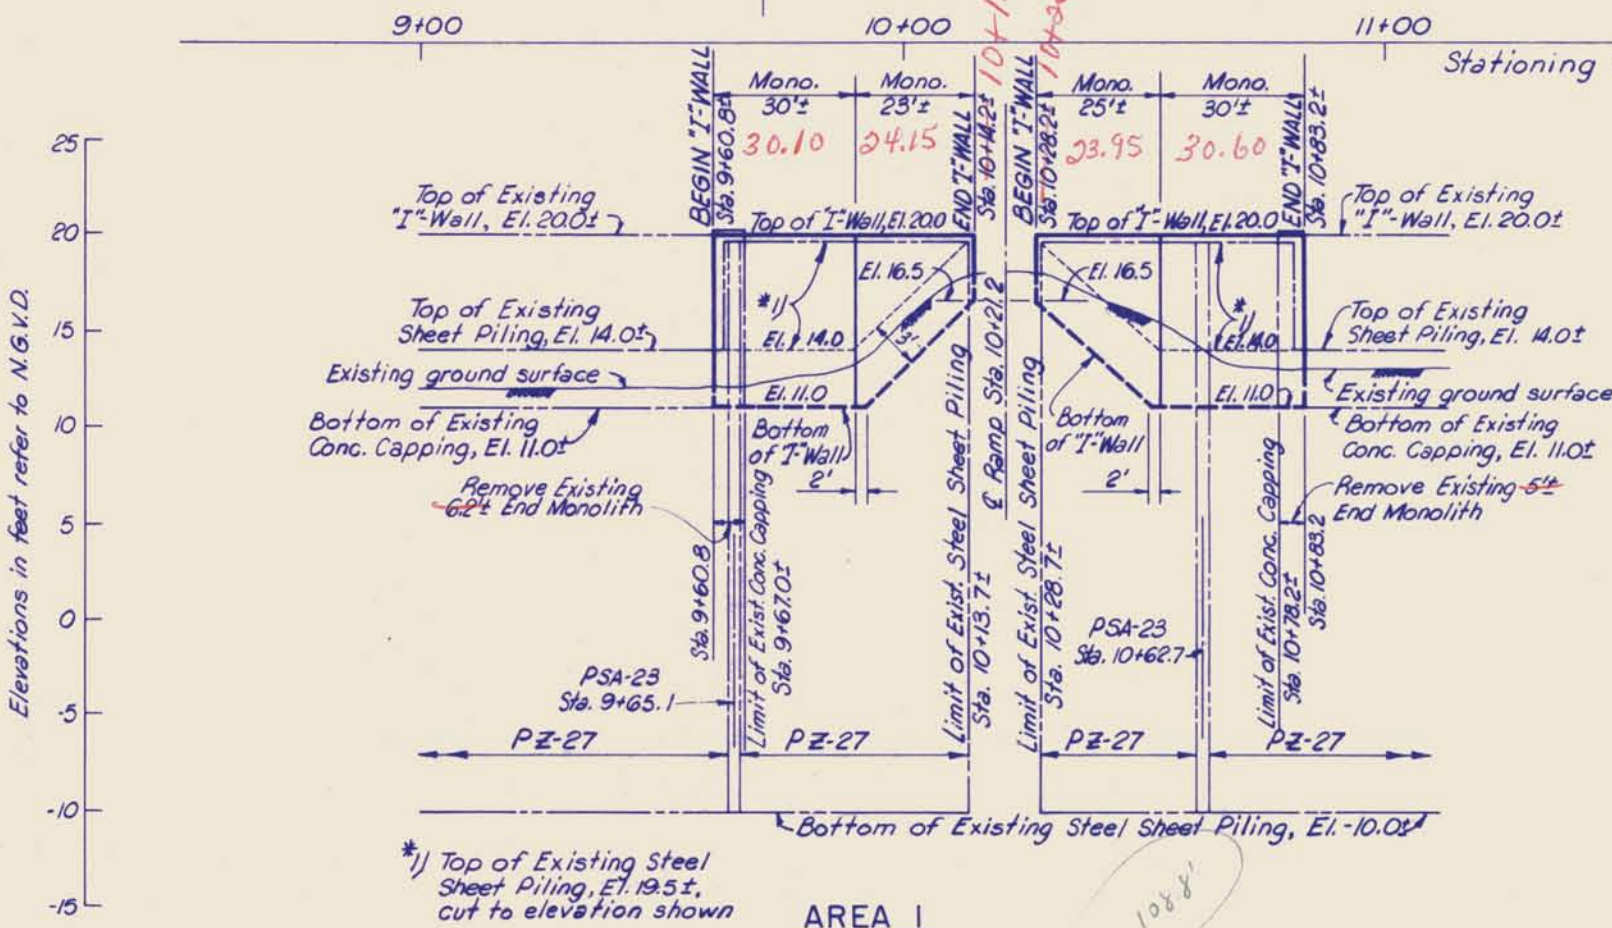 9+00
10+00
11+00
Stationing
BEGIN "I"-WALL
Sta. 9+60.8±
Mono.
30'±
30.10
Mono.
23'±
24.15
END "I"-WALL
Sta. 10+14.2±
BEGIN "I"-WALL
Sta. 10+28.2±
Mono.
25'±
23.95
Mono.
30'±
30.60
END "I"-WALL
Sta. 10+83.2±
Elevations in feet refer to N.G.V.D.
25
20
15
10
5
0
-5
-10
-15
Top of Existing
"I"-Wall, El. 20.0±
Top of "I"-Wall, El. 20.0
Top of "I"-Wall, El. 20.0
Top of Existing
"I"-Wall, El. 20.0±
El. 16.5
El. 16.5
Top of Existing
Sheet Piling, El. 14.0±
*1)
El. 14.0
3'
*1)
El. 14.0
Top of Existing
Sheet Piling, El. 14.0±
Existing ground surface
El. 11.0
El. 11.0
Existing ground surface
Bottom of Existing
Conc. Capping, El. 11.0±
Bottom
of "I"-Wall
2'
Bottom
of "I"-Wall
2'
Bottom of Existing
Conc. Capping, El. 11.0±
Remove Existing
6.2'± End Monolith
Remove Existing 5'±
End Monolith
Sta. 9+60.8
Limit of Exist. Conc. Capping
Sta. 9+67.0±
Limit of Exist. Steel Sheet Piling
Sta. 10+13.7±
℄ Ramp Sta. 10+21.2
Limit of Exist. Steel Sheet Piling
Sta. 10+28.7±
Limit of Exist. Conc. Capping
Sta. 10+78.2±
Sta. 10+83.2
PSA-23
Sta. 9+65.1
PSA-23
Sta. 10+62.7
PZ-27
PZ-27
PZ-27
PZ-27
Bottom of Existing Steel Sheet Piling, El. -10.0±
*1) Top of Existing Steel
Sheet Piling, El. 19.5±,
cut to elevation shown
AREA 1
1088'